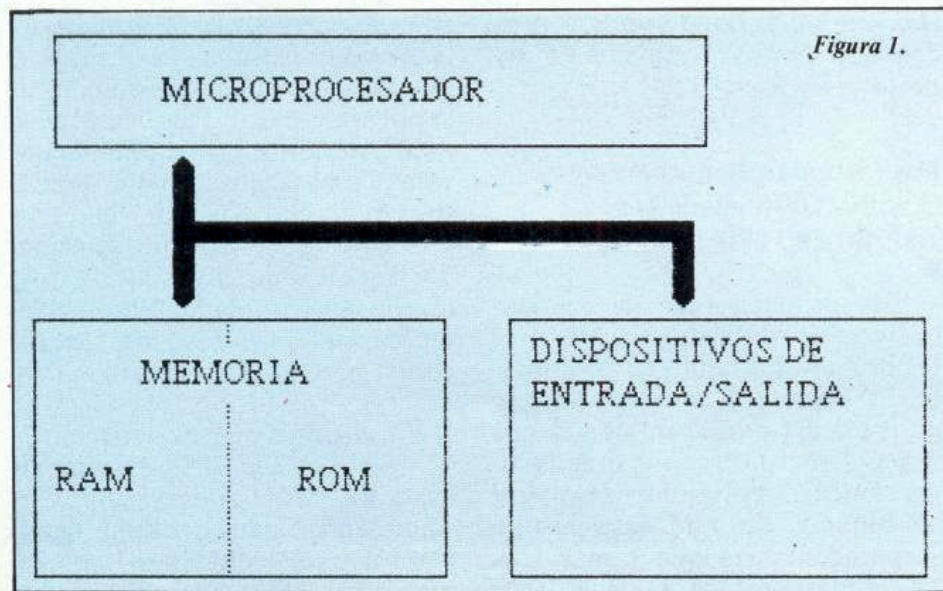 Figura 1.
MICROPROCESADOR
MEMORIA
RAM ROM
DISPOSITIVOS DE
ENTRADA/SALIDA